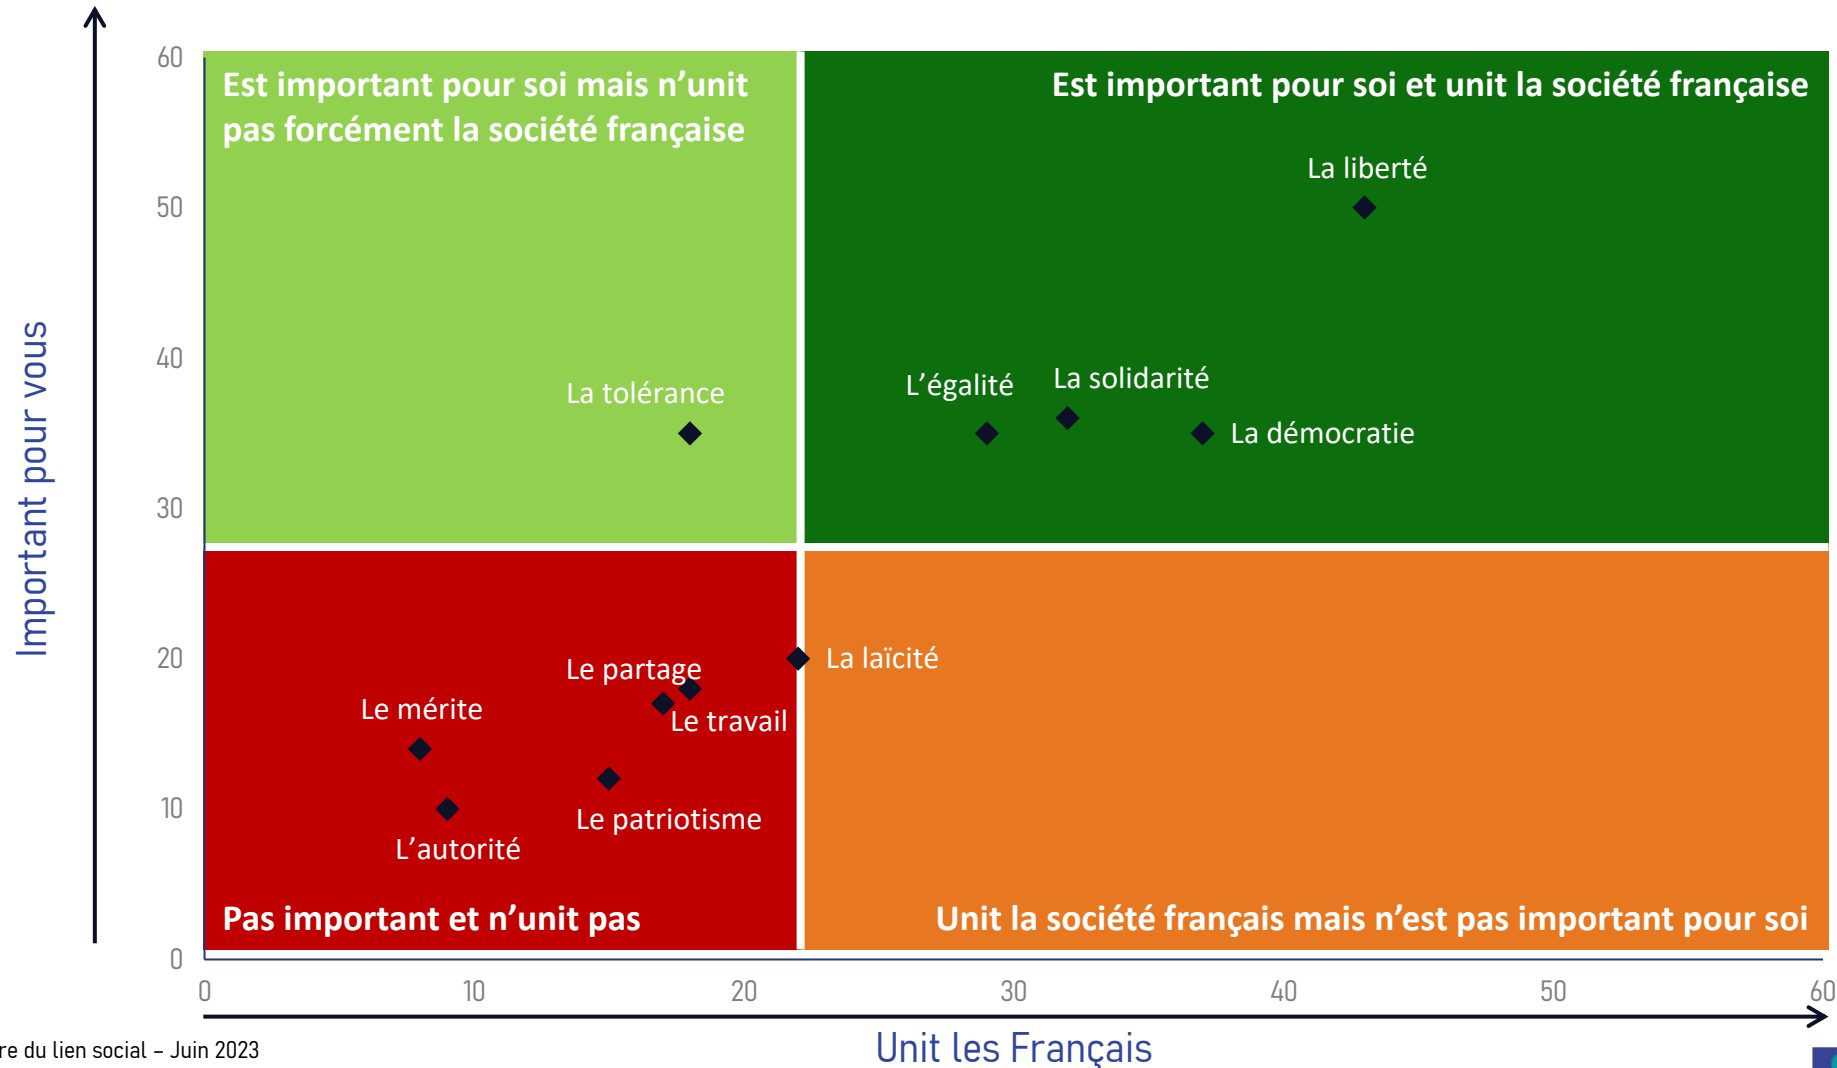 60
Est important pour soi mais n’unit
pas forcément la société française
Est important pour soi et unit la société française
La liberté
50
40
La tolérance
L’égalité
La solidarité
La démocratie
30
Important pour vous
20
Le partage
La laïcité
Le mérite
Le travail
10
Le patriotisme
L’autorité
Pas important et n’unit pas
Unit la société français mais n’est pas important pour soi
0
0 10 20 30 40 50 60
Unit les Français
du lien social – Juin 2023